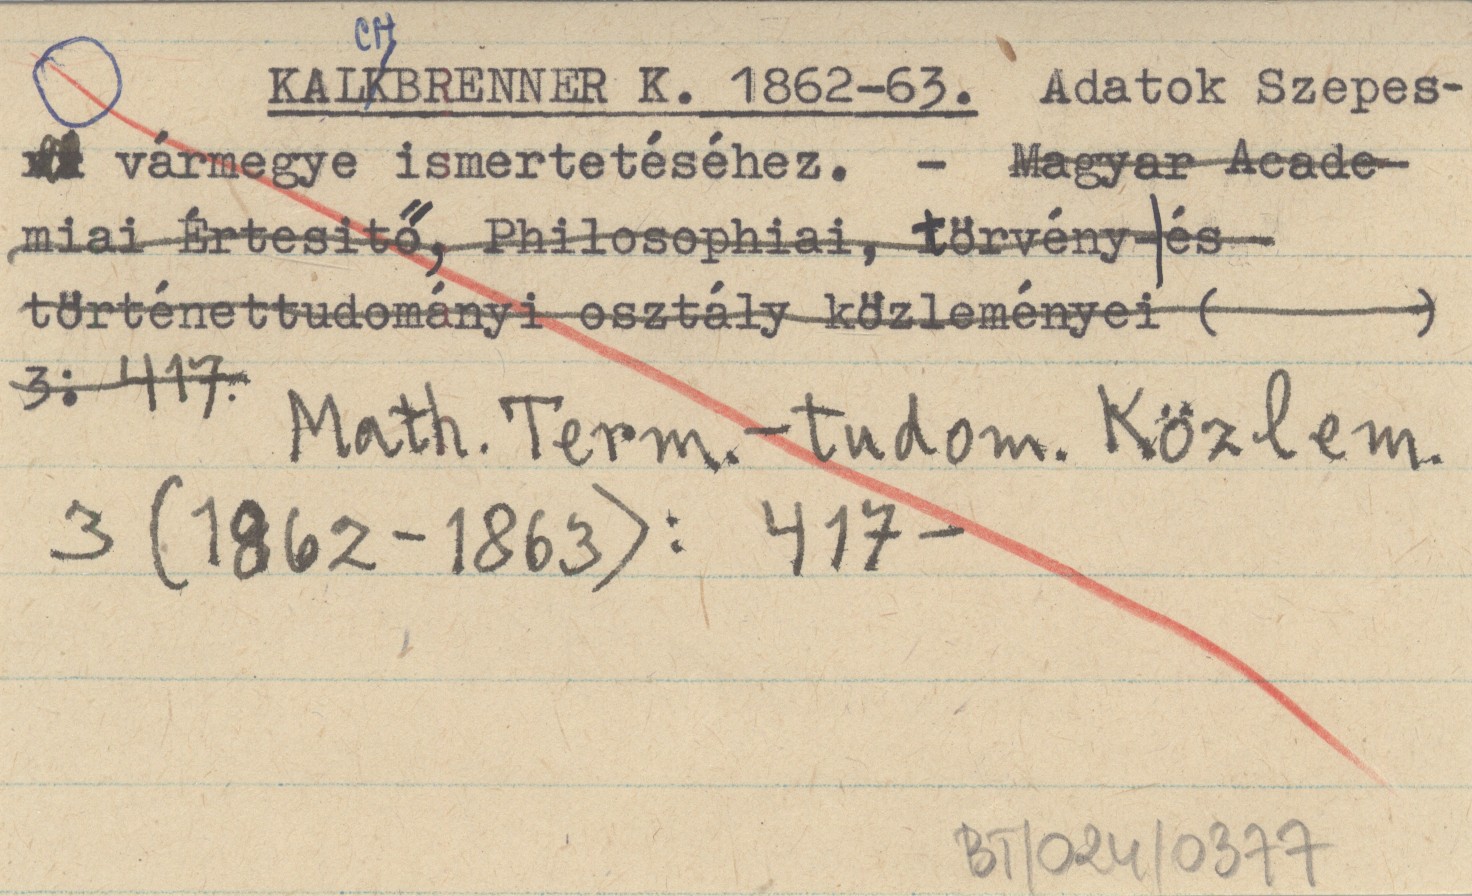 CH
KALKBRENNER K. 1862-63. Adatok Szepes-
vármegye ismertetéséhez. - Magyar Acade-
miai Értesitő, Philosophiai, törvény- és
történettudományi osztály közleményei ( )
3: 417.
Math. Term.-tudom. Közlem.
3 (1862-1863): 417-
BT/024/0377